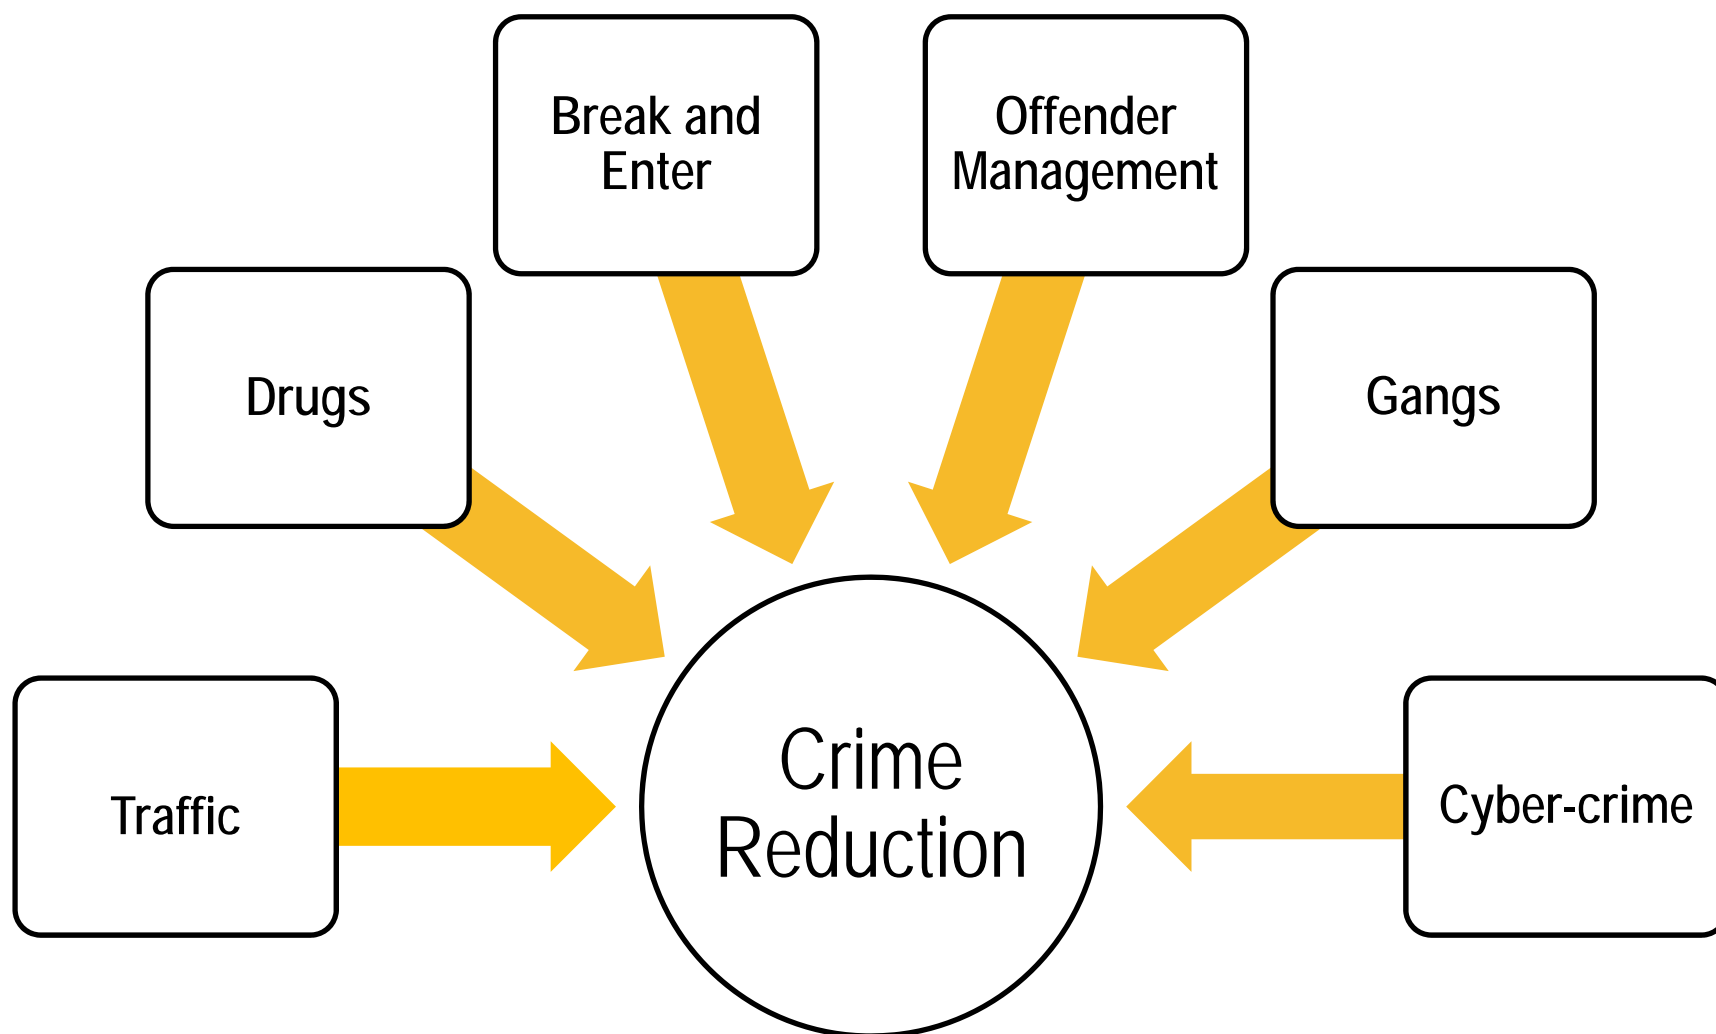 Break and
Enter
Offender
Management
Drugs
Gangs
Traffic
Crime
Reduction
Cyber-crime